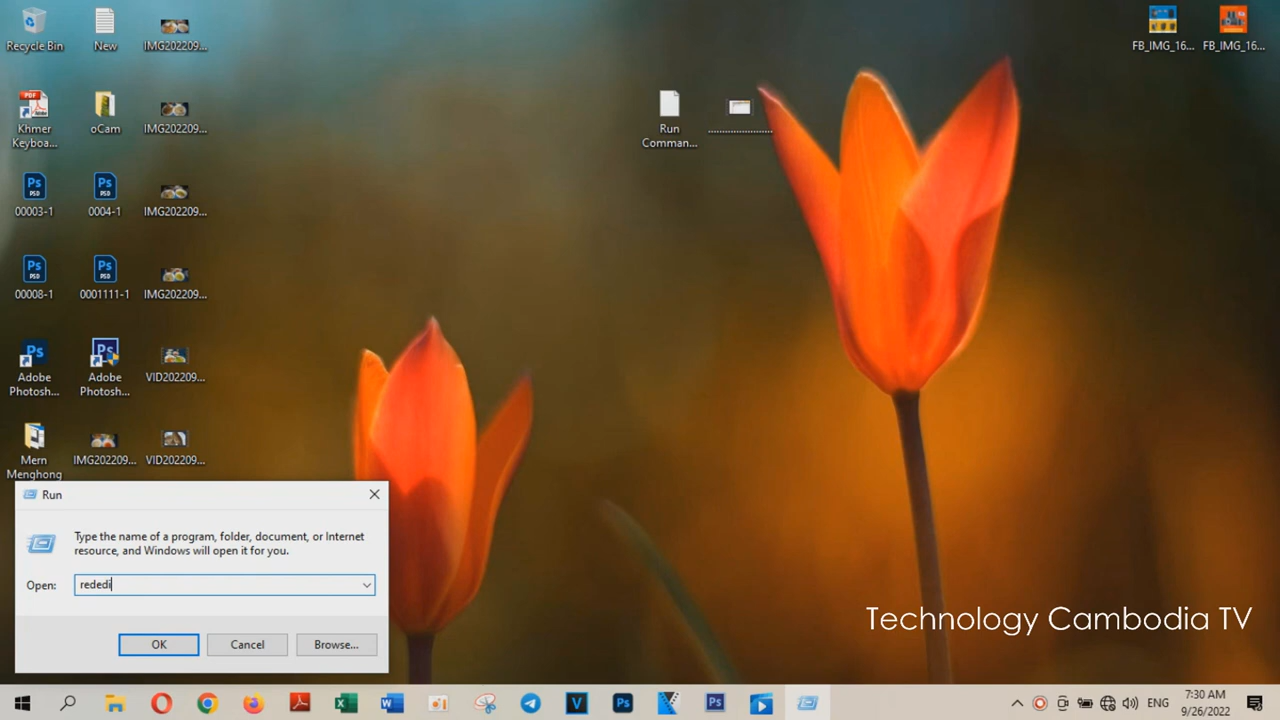 Recycle Bin
New
IMG202209...
FB_IMG_16...
FB_IMG_16...
Khmer
Keyboa...
oCam
IMG202209...
Run
Comman...
........................
00003-1
0004-1
IMG202209...
00008-1
0001111-1
IMG202209...
Adobe
Photosh...
Adobe
Photosh...
VID202209...
Mern
Menghong
IMG202209...
VID202209...
Run
Type the name of a program, folder, document, or Internet
resource, and Windows will open it for you.
Open:
rededi
OK
Cancel
Browse...
Technology Cambodia TV
ENG
7:30 AM
9/26/2022